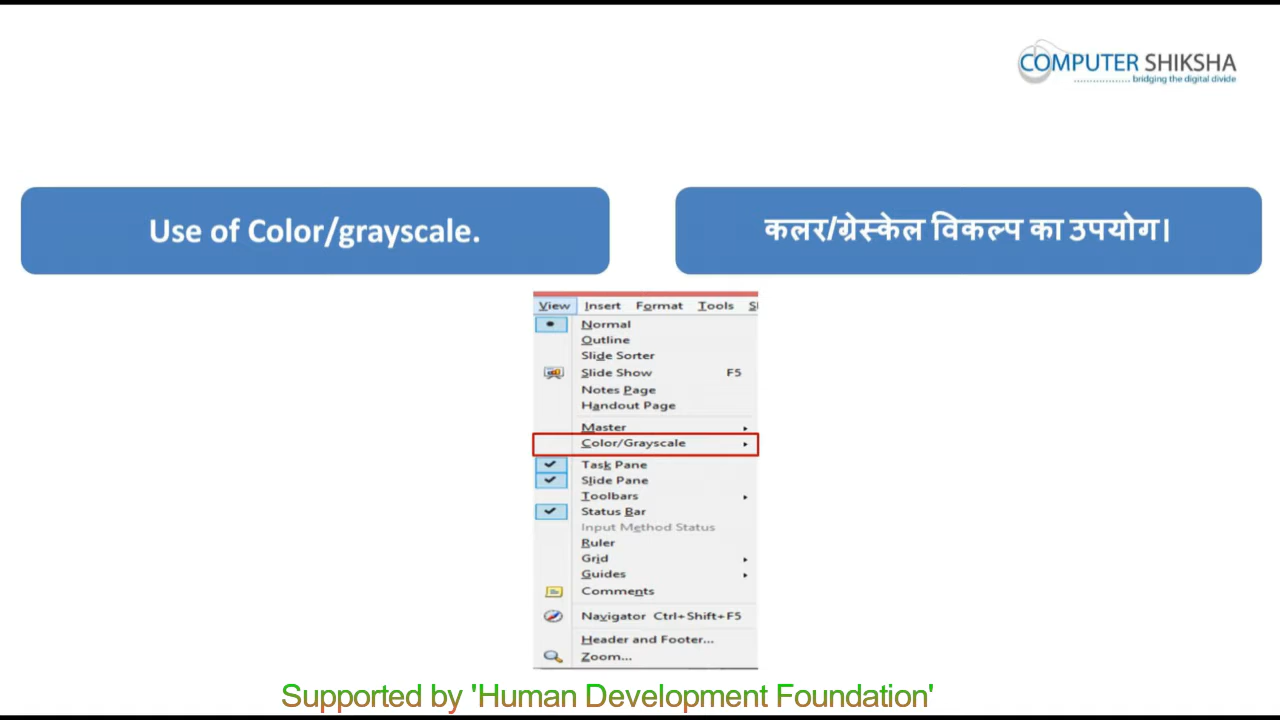 COMPUTER SHIKSHA
bridging the digital divide
Use of Color/grayscale.
कलर/ग्रेस्केल विकल्प का उपयोग।
View Insert Format Tools
Normal
Outline
Slide Sorter
Slide Show F5
Notes Page
Handout Page
Master
Color/Grayscale
Task Pane
Slide Pane
Toolbars
Status Bar
Input Method Status
Ruler
Grid
Guides
Comments
Navigator Ctrl+Shift+F5
Header and Footer...
Zoom...
Supported by 'Human Development Foundation'